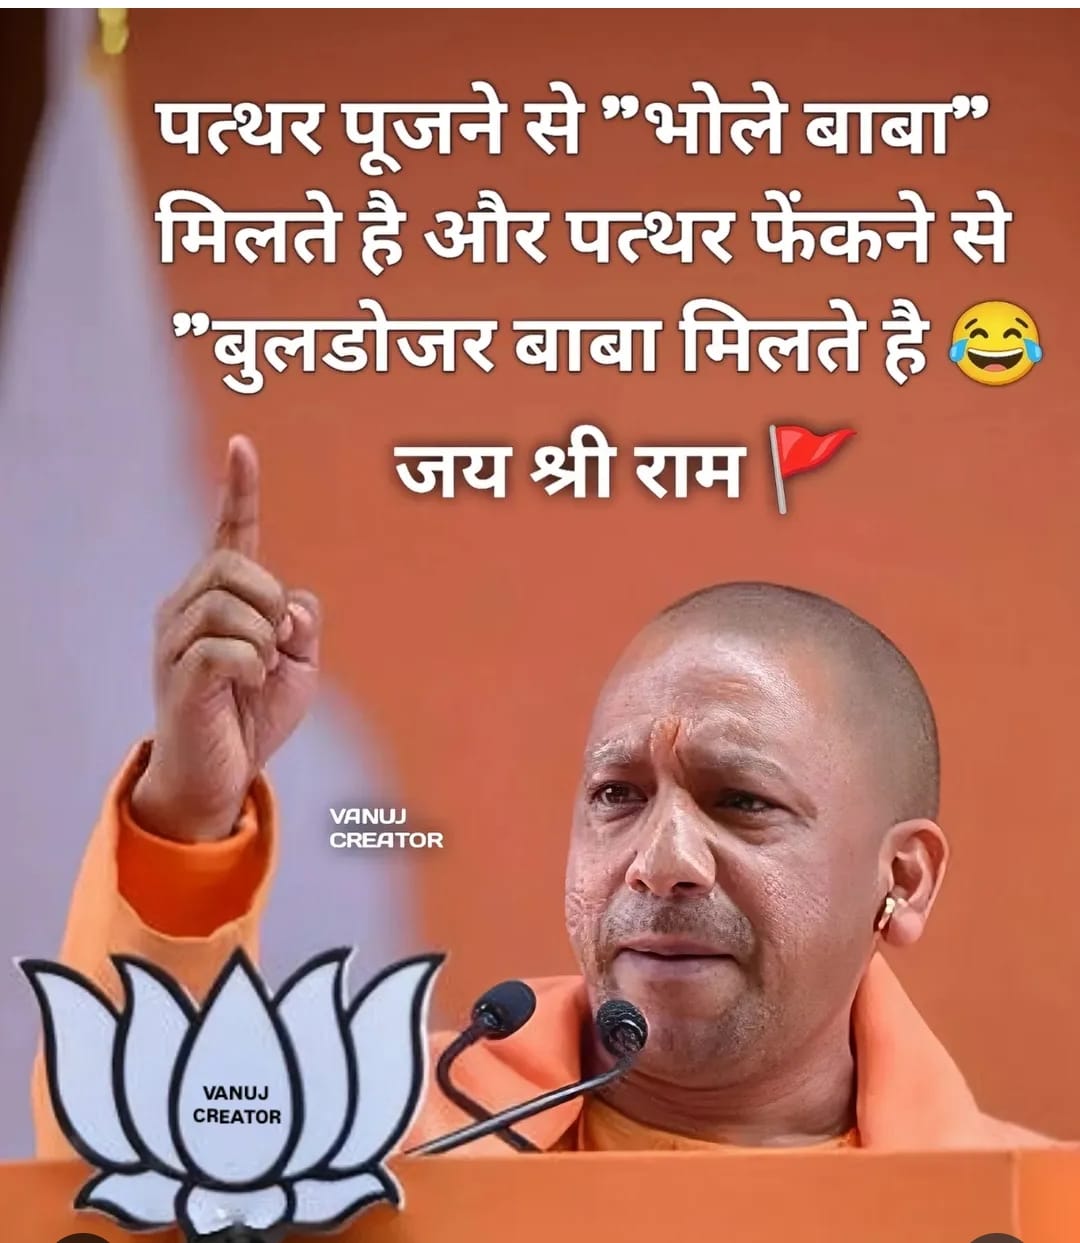 पत्थर पूजने से ”भोले बाबा”
मिलते है और पत्थर फेंकने से
”बुलडोजर बाबा मिलते है 😂
जय श्री राम 🚩
VANUJ
CREATOR
VANUJ
CREATOR